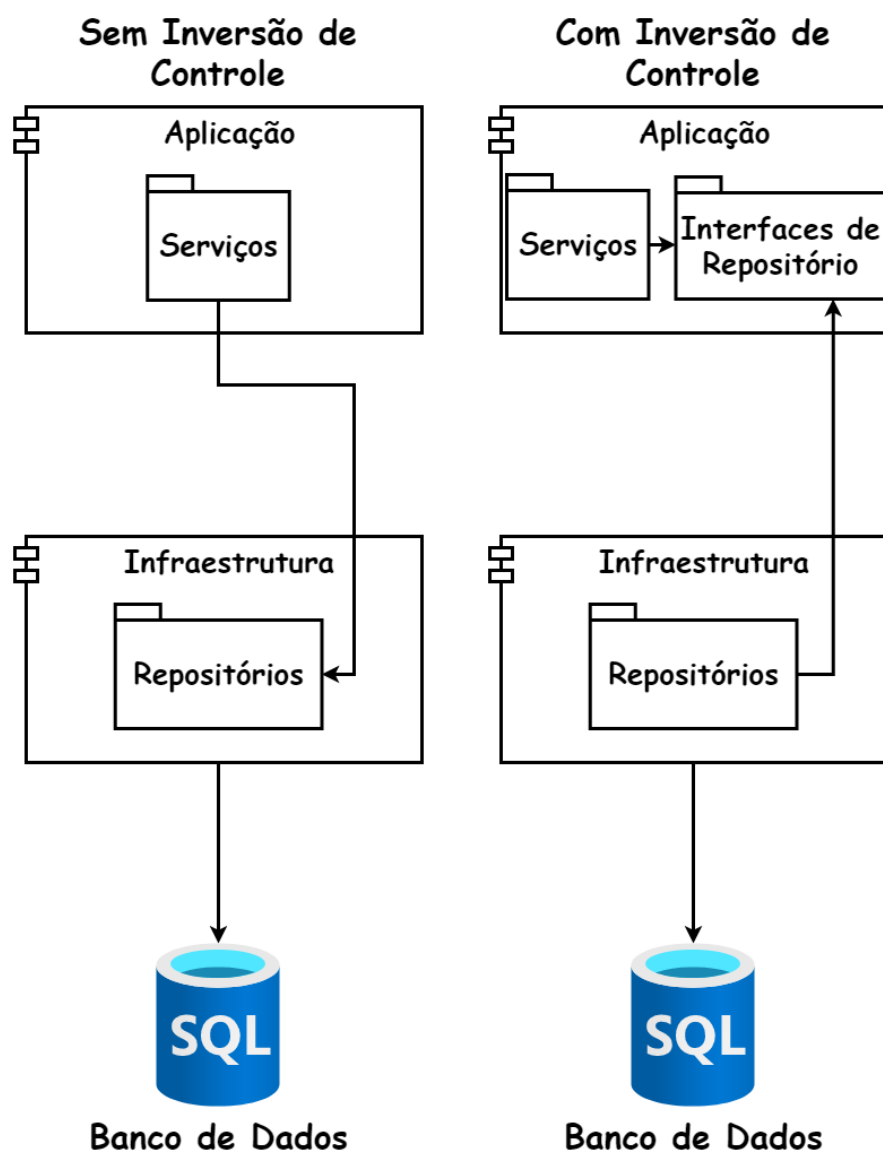 Sem Inversão de
Controle
Aplicação
Serviços
Infraestrutura
Repositórios
SQL
Banco de Dados
Com Inversão de
Controle
Aplicação
Serviços
Interfaces de
Repositório
Infraestrutura
Repositórios
SQL
Banco de Dados